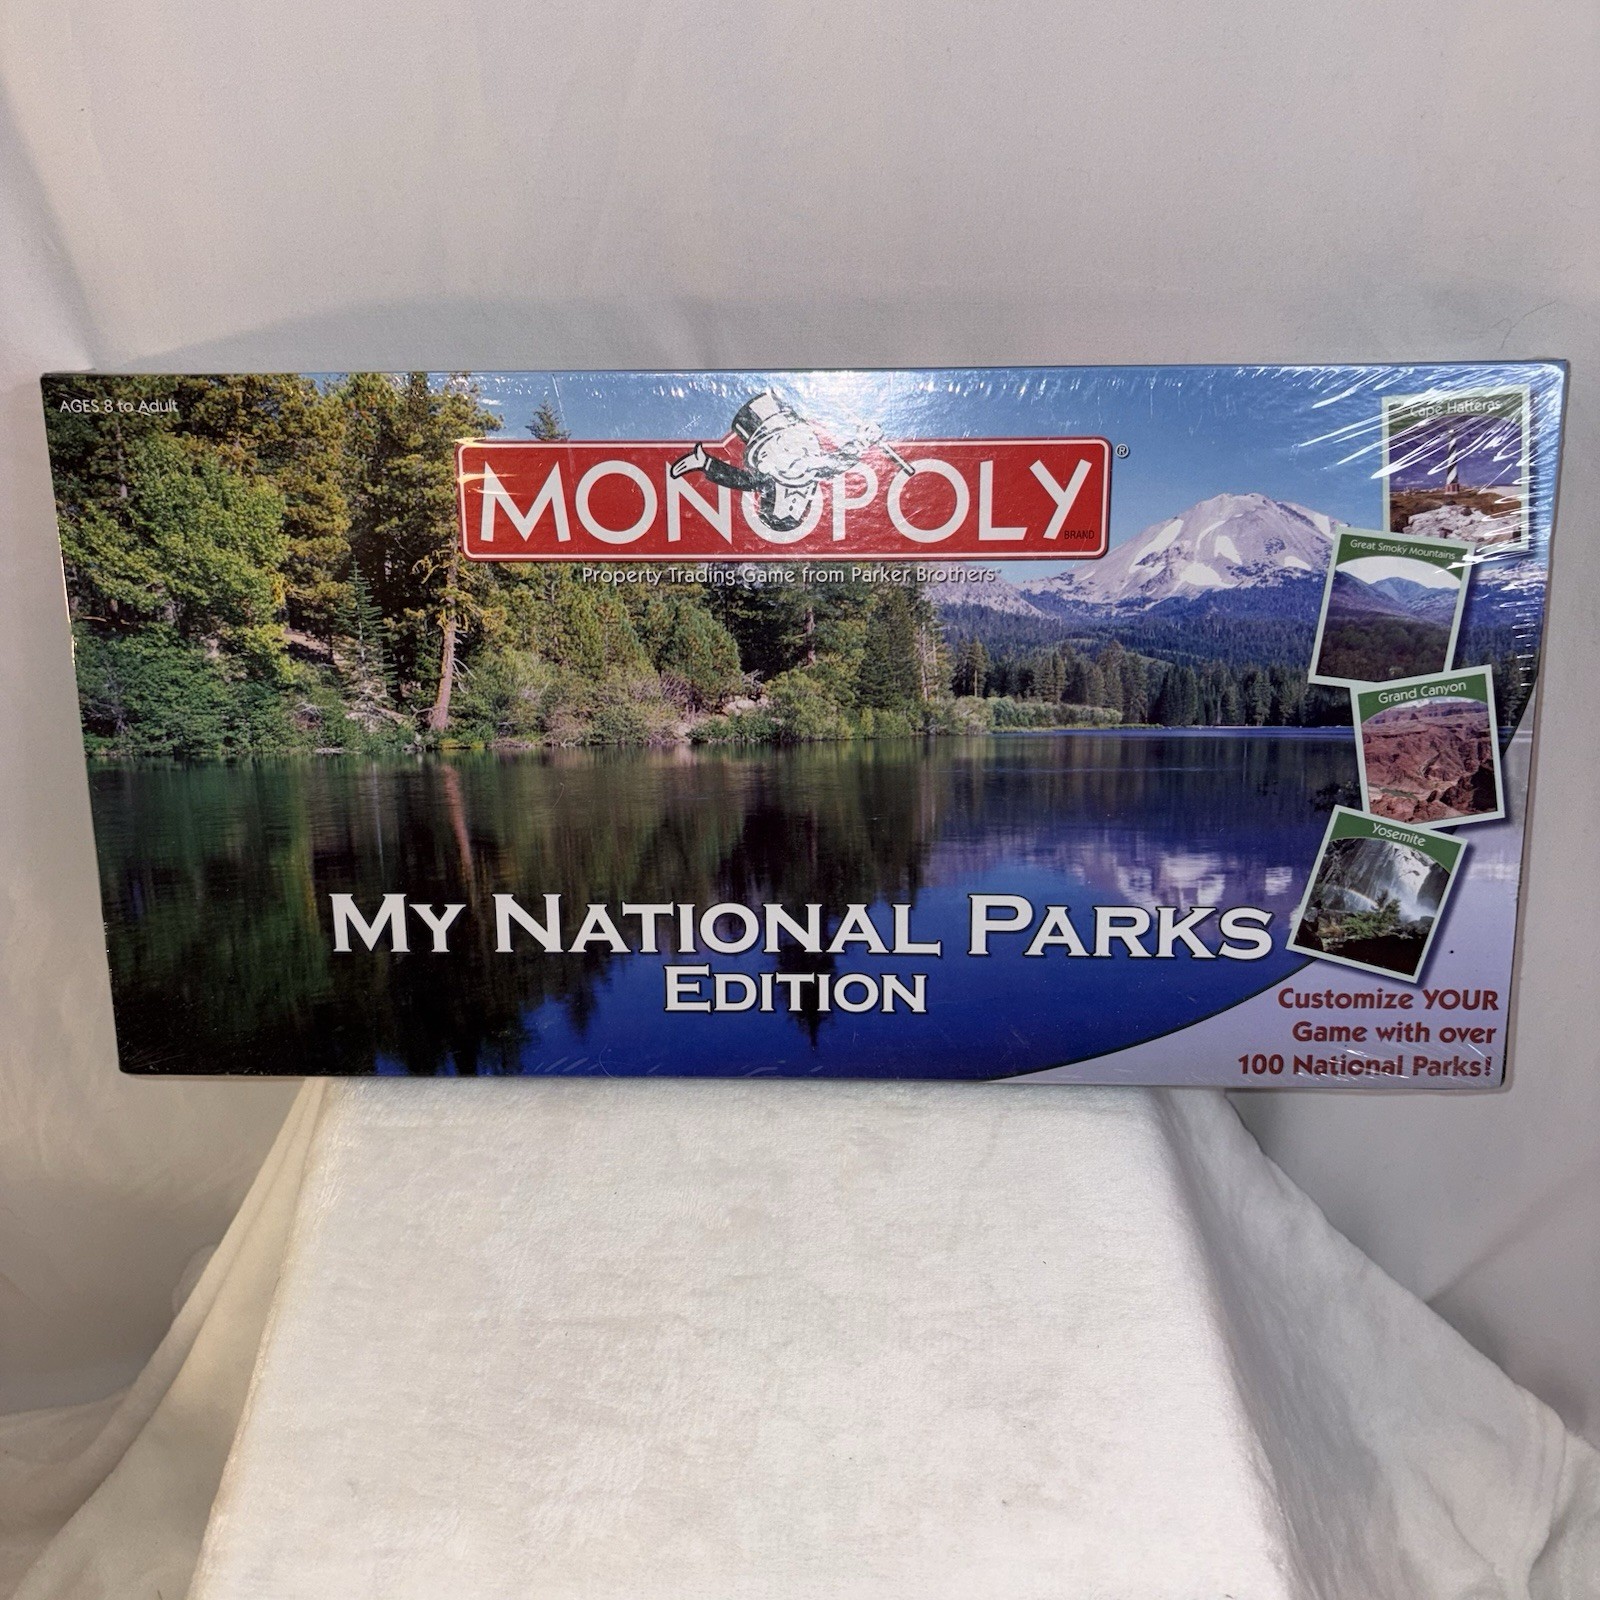 AGES 8 to Adult
MONOPOLY®
BRAND
Property Trading Game from Parker Brothers
Cape Hatteras
Great Smoky Mountains
Grand Canyon
Yosemite
MY NATIONAL PARKS
EDITION
Customize YOUR
Game with over
100 National Parks!